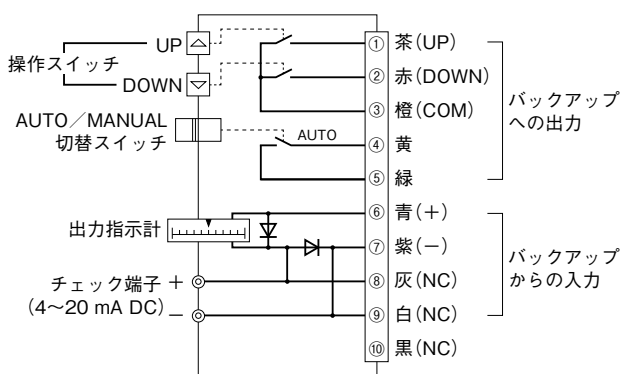 操作スイッチ
UP
DOWN
AUTO／MANUAL
切替スイッチ
AUTO
出力指示計
チェック端子
(4〜20 mA DC)
+
−
① 茶(UP)
② 赤(DOWN)
③ 橙(COM)
④ 黄
⑤ 緑
⑥ 青(+)
⑦ 紫(−)
⑧ 灰(NC)
⑨ 白(NC)
⑩ 黒(NC)
バックアップ
への出力
バックアップ
からの入力